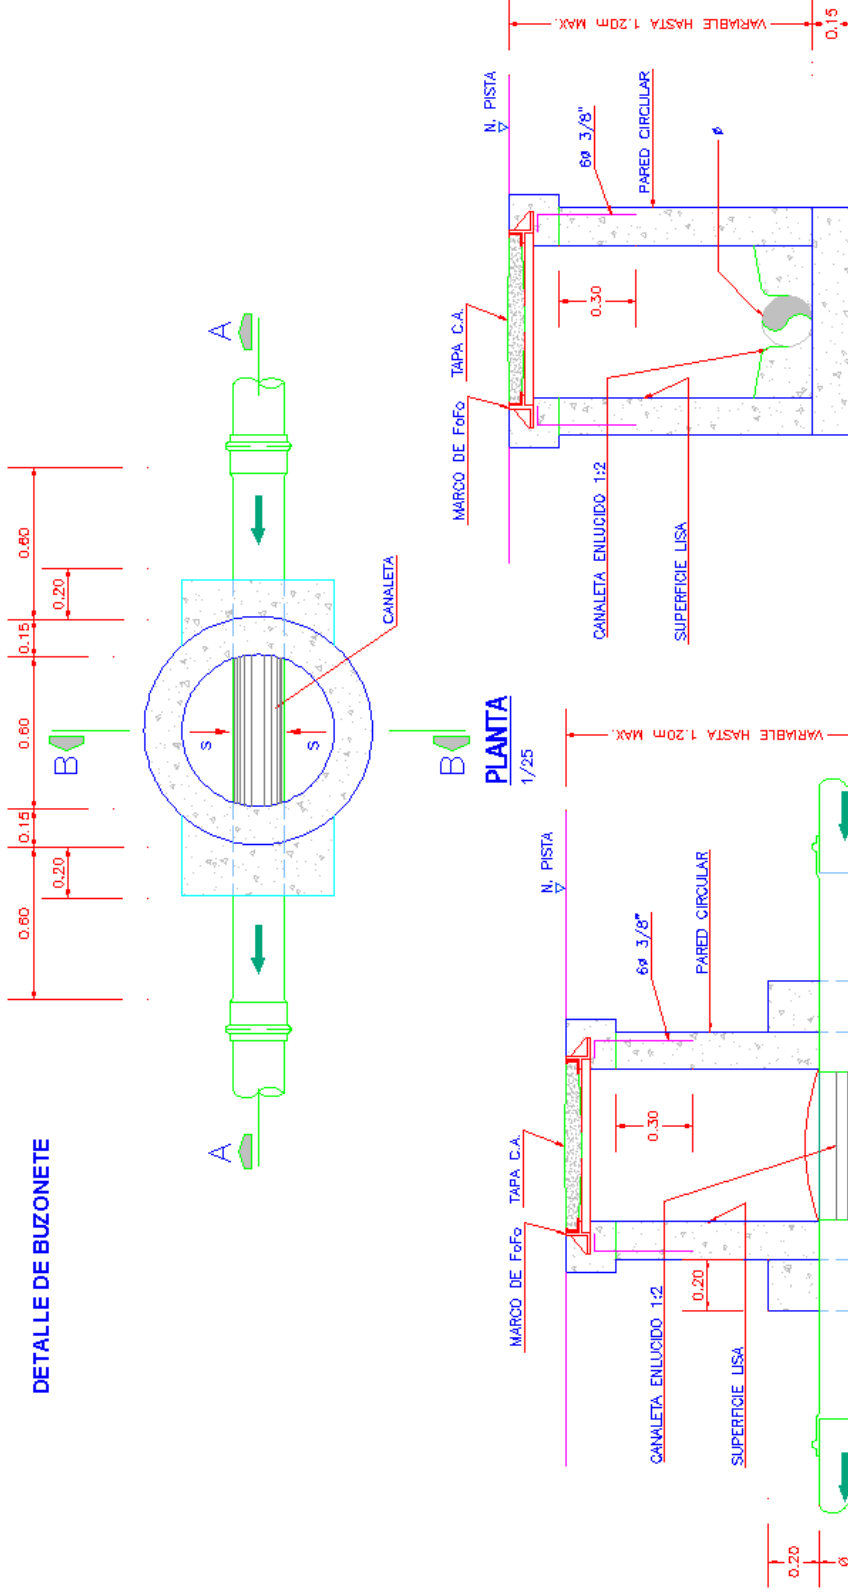 DETALLE DE BUZONETE
0.60
0.15
0.60
0.15
0.60
0.20
0.20
A
A
B
B
S
S
CANALETA
PLANTA
1/25
MARCO DE FoFo
TAPA C.A.
N. PISTA
6ø 3/8"
PARED CIRCULAR
0.30
0.20
CANALETA ENLUCIDO 1:2
SUPERFICIE LISA
VARIABLE HASTA 1.20m MAX.
0.20
ø
MARCO DE FoFo
TAPA C.A.
N. PISTA
6ø 3/8"
PARED CIRCULAR
0.30
ø
CANALETA ENLUCIDO 1:2
SUPERFICIE LISA
VARIABLE HASTA 1.20m MAX.
0.15